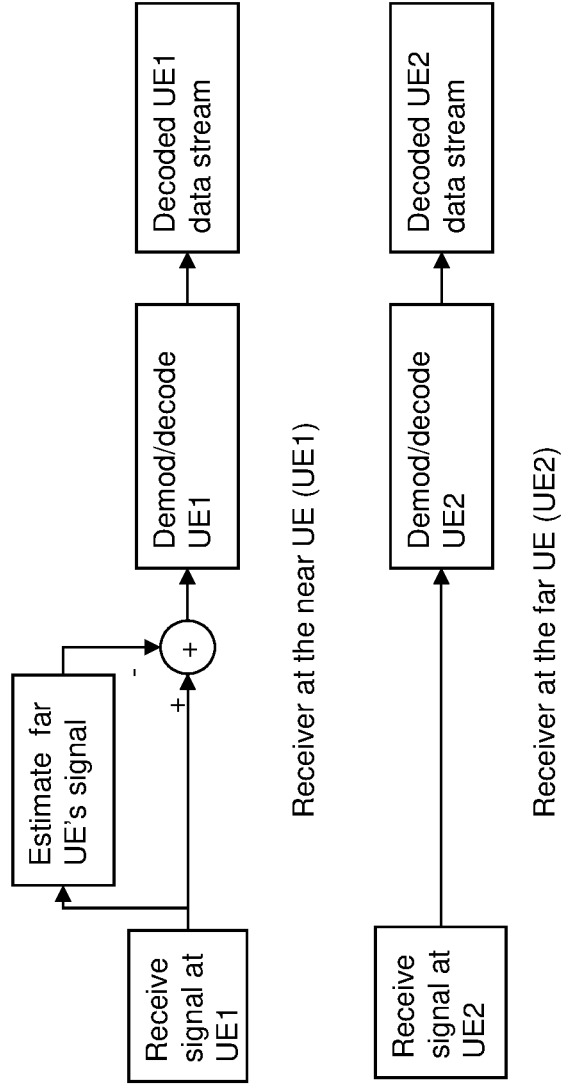 Estimate far
UE's signal
Receive
signal at
UE1
+
-
+
Demod/decode
UE1
Decoded UE1
data stream
Receiver at the near UE (UE1)
Receive
signal at
UE2
Demod/decode
UE2
Decoded UE2
data stream
Receiver at the far UE (UE2)